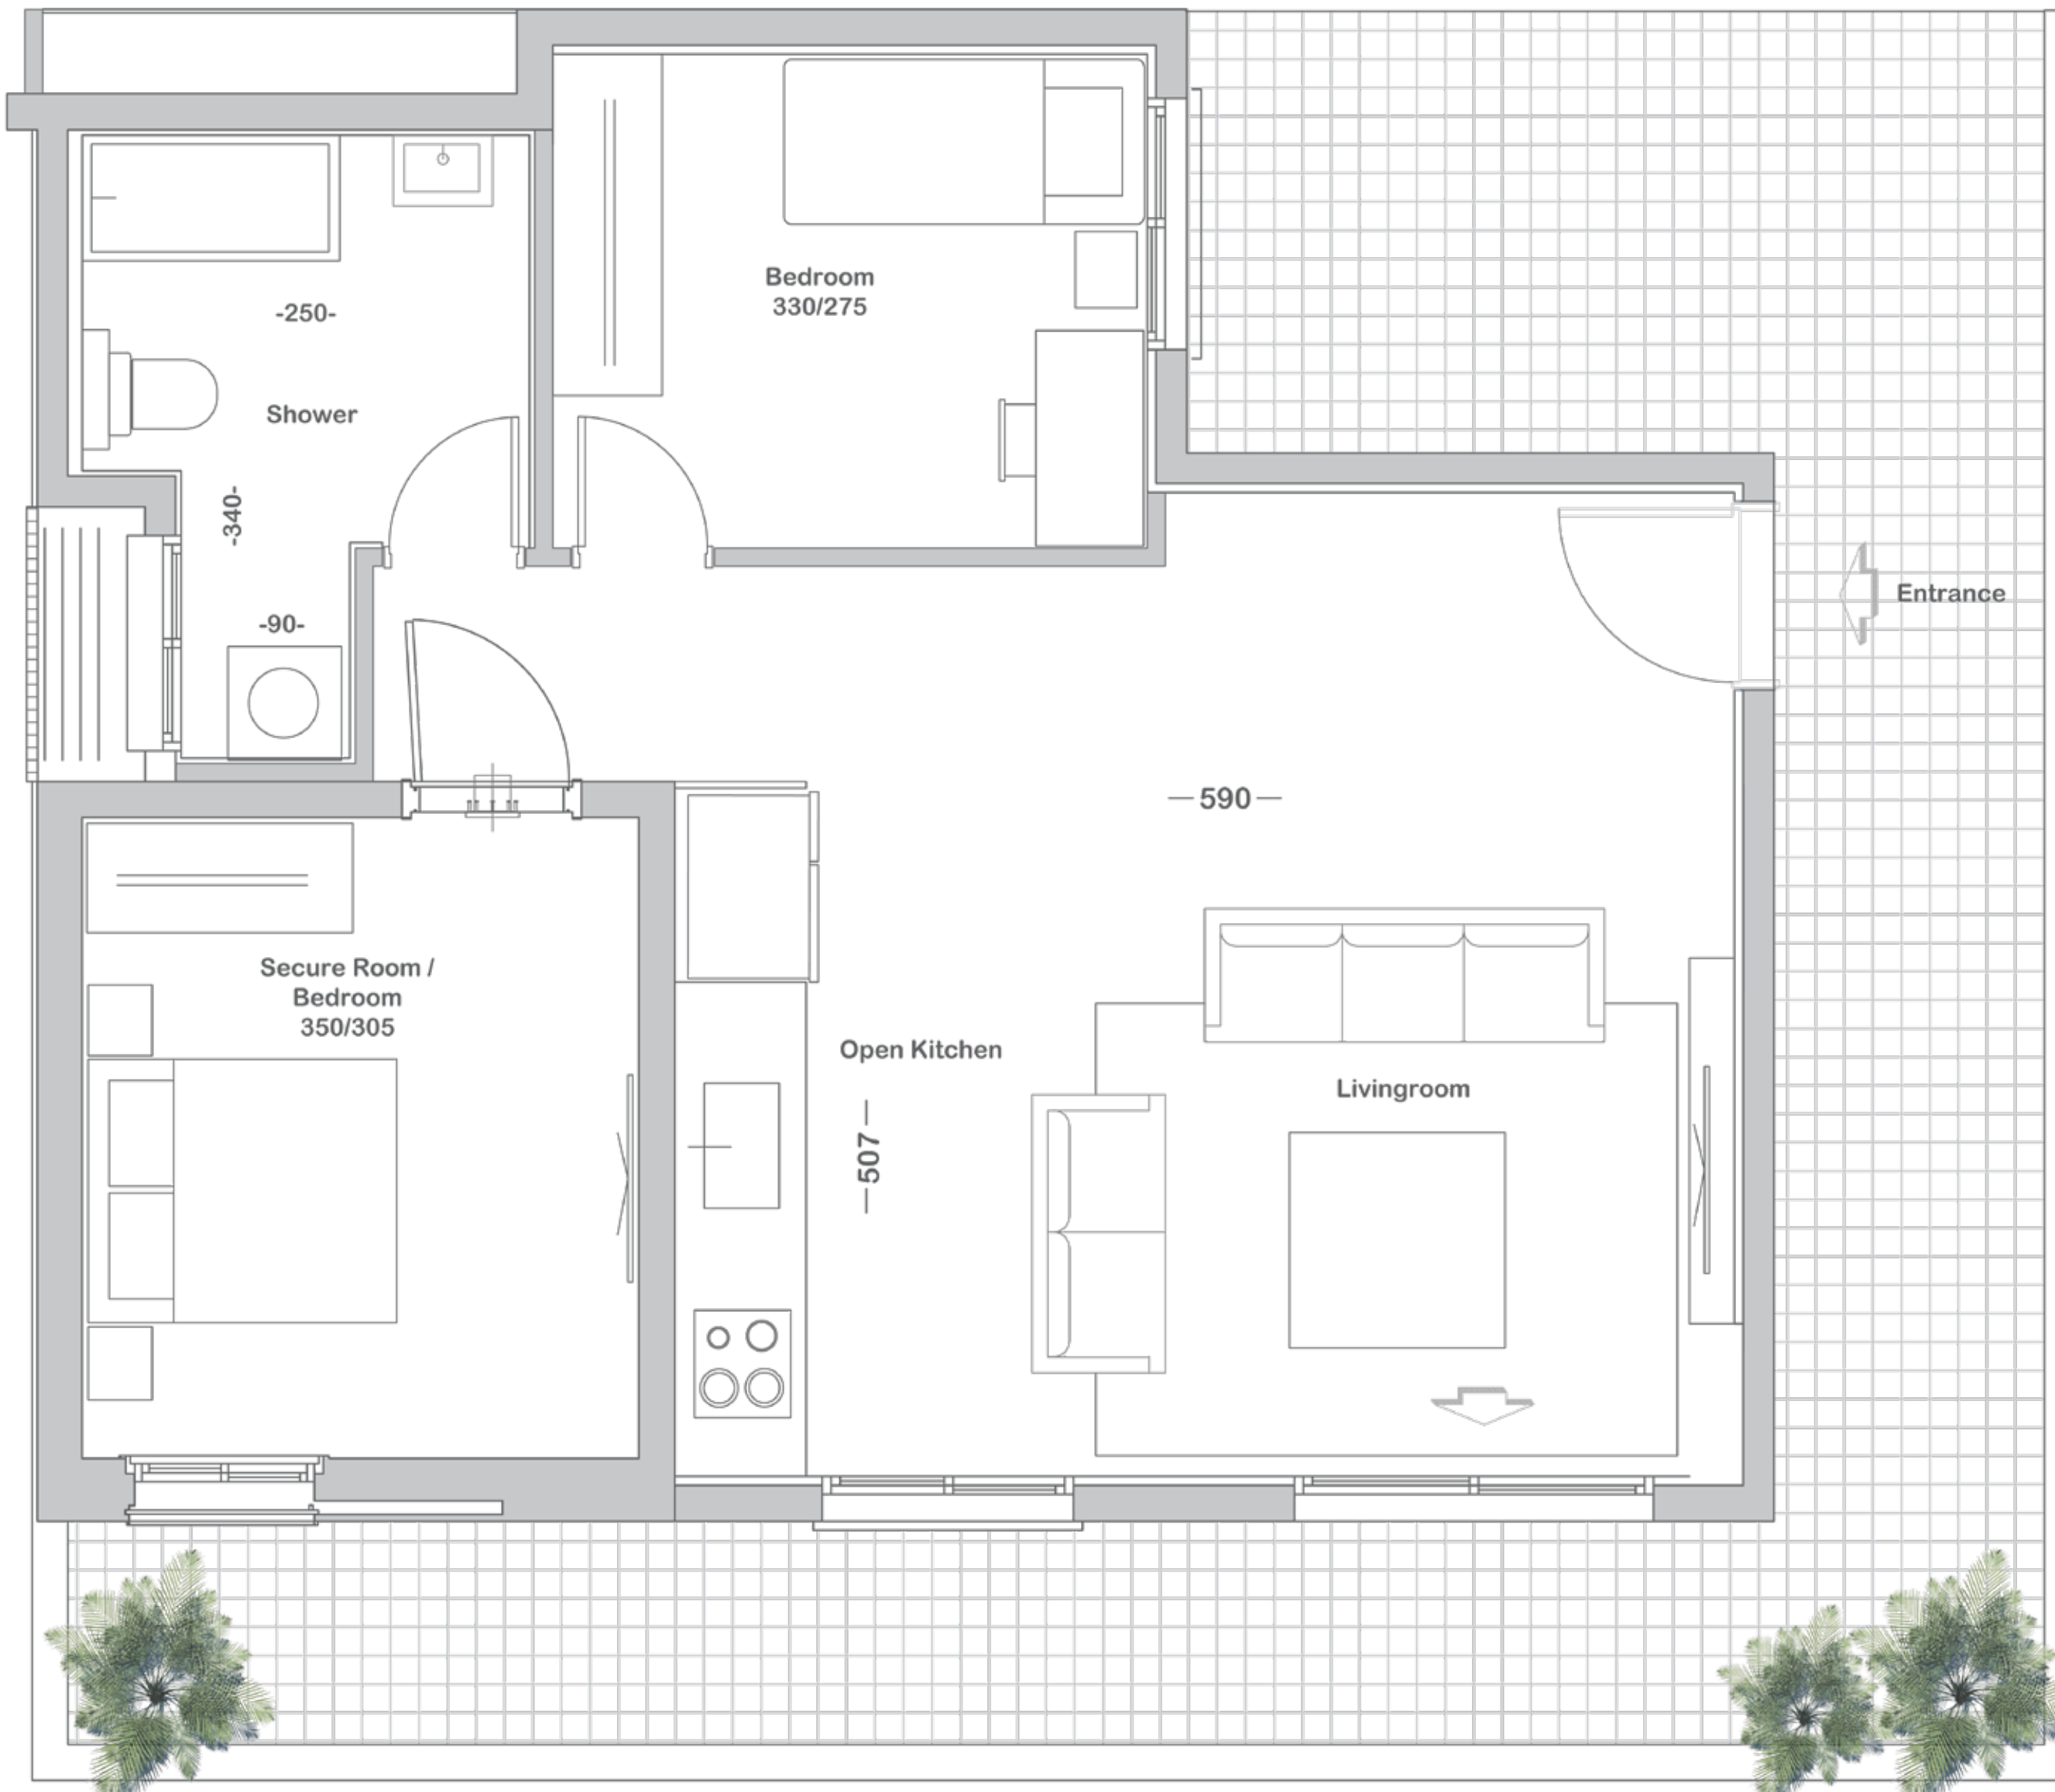 Bedroom
330/275
-250-
Shower
-340-
-90-
Entrance
—590—
Secure Room /
Bedroom
350/305
Open Kitchen
—507—
Livingroom